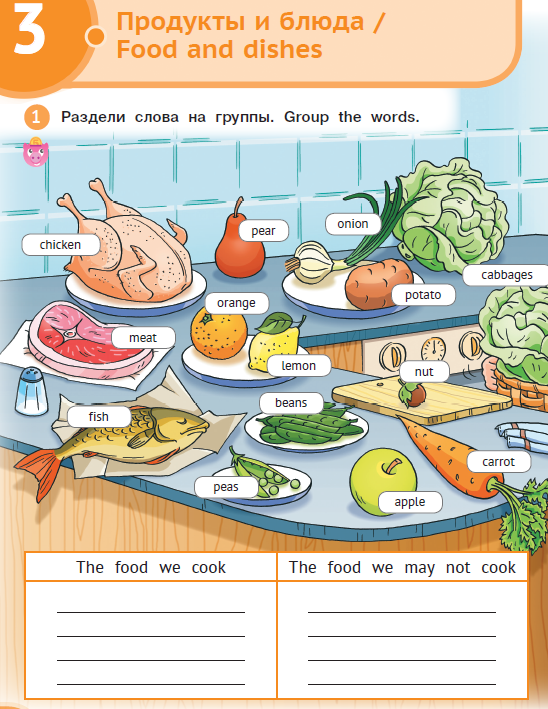 3
Продукты и блюда /
Food and dishes
1 Раздели слова на группы. Group the words.
chicken
pear
onion
cabbages
potato
orange
meat
lemon
nut
beans
fish
carrot
peas
apple
The food we cook
The food we may not cook